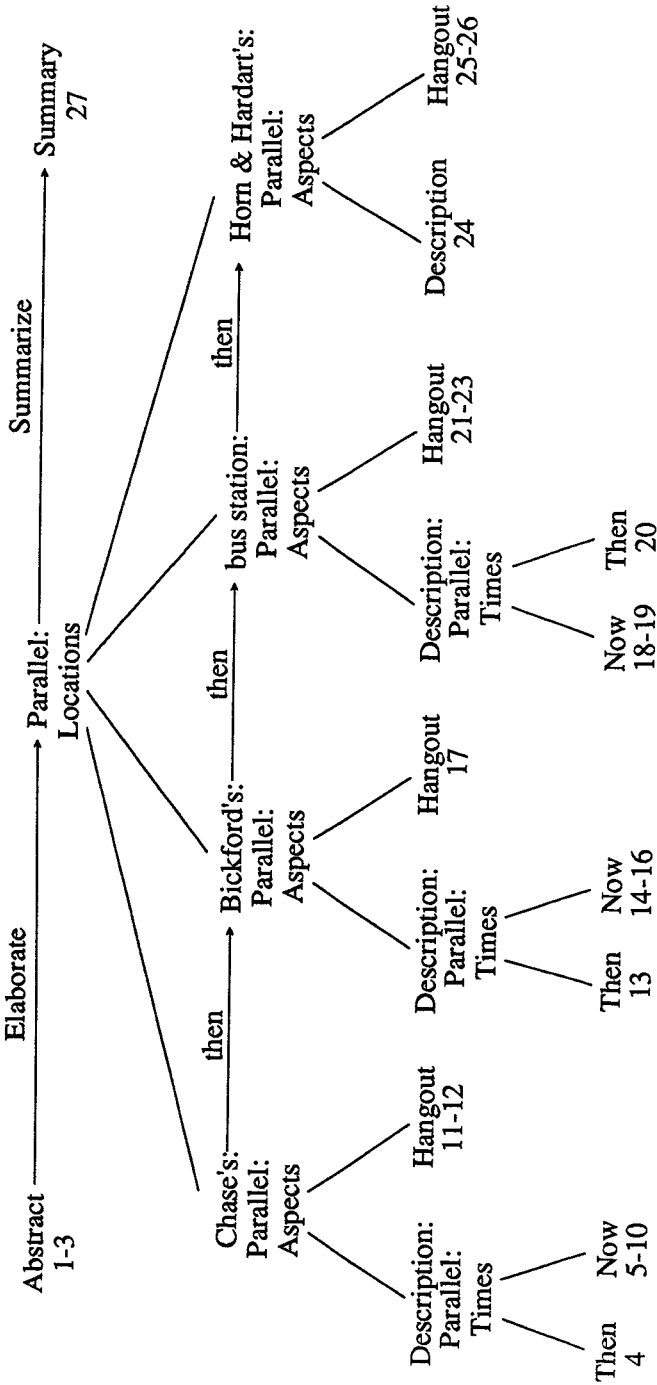 Elaborate
Summarize
Abstract
1-3
Parallel:
Locations
Summary
27
then
then
then
Chase's:
Parallel:
Aspects
Bickford's:
Parallel:
Aspects
bus station:
Parallel:
Aspects
Horn & Hardart's:
Parallel:
Aspects
Description:
Parallel:
Times
Hangout
11-12
Description:
Parallel:
Times
Hangout
17
Description:
Parallel:
Times
Hangout
21-23
Description
24
Hangout
25-26
Then
4
Now
5-10
Then
13
Now
14-16
Now
18-19
Then
20